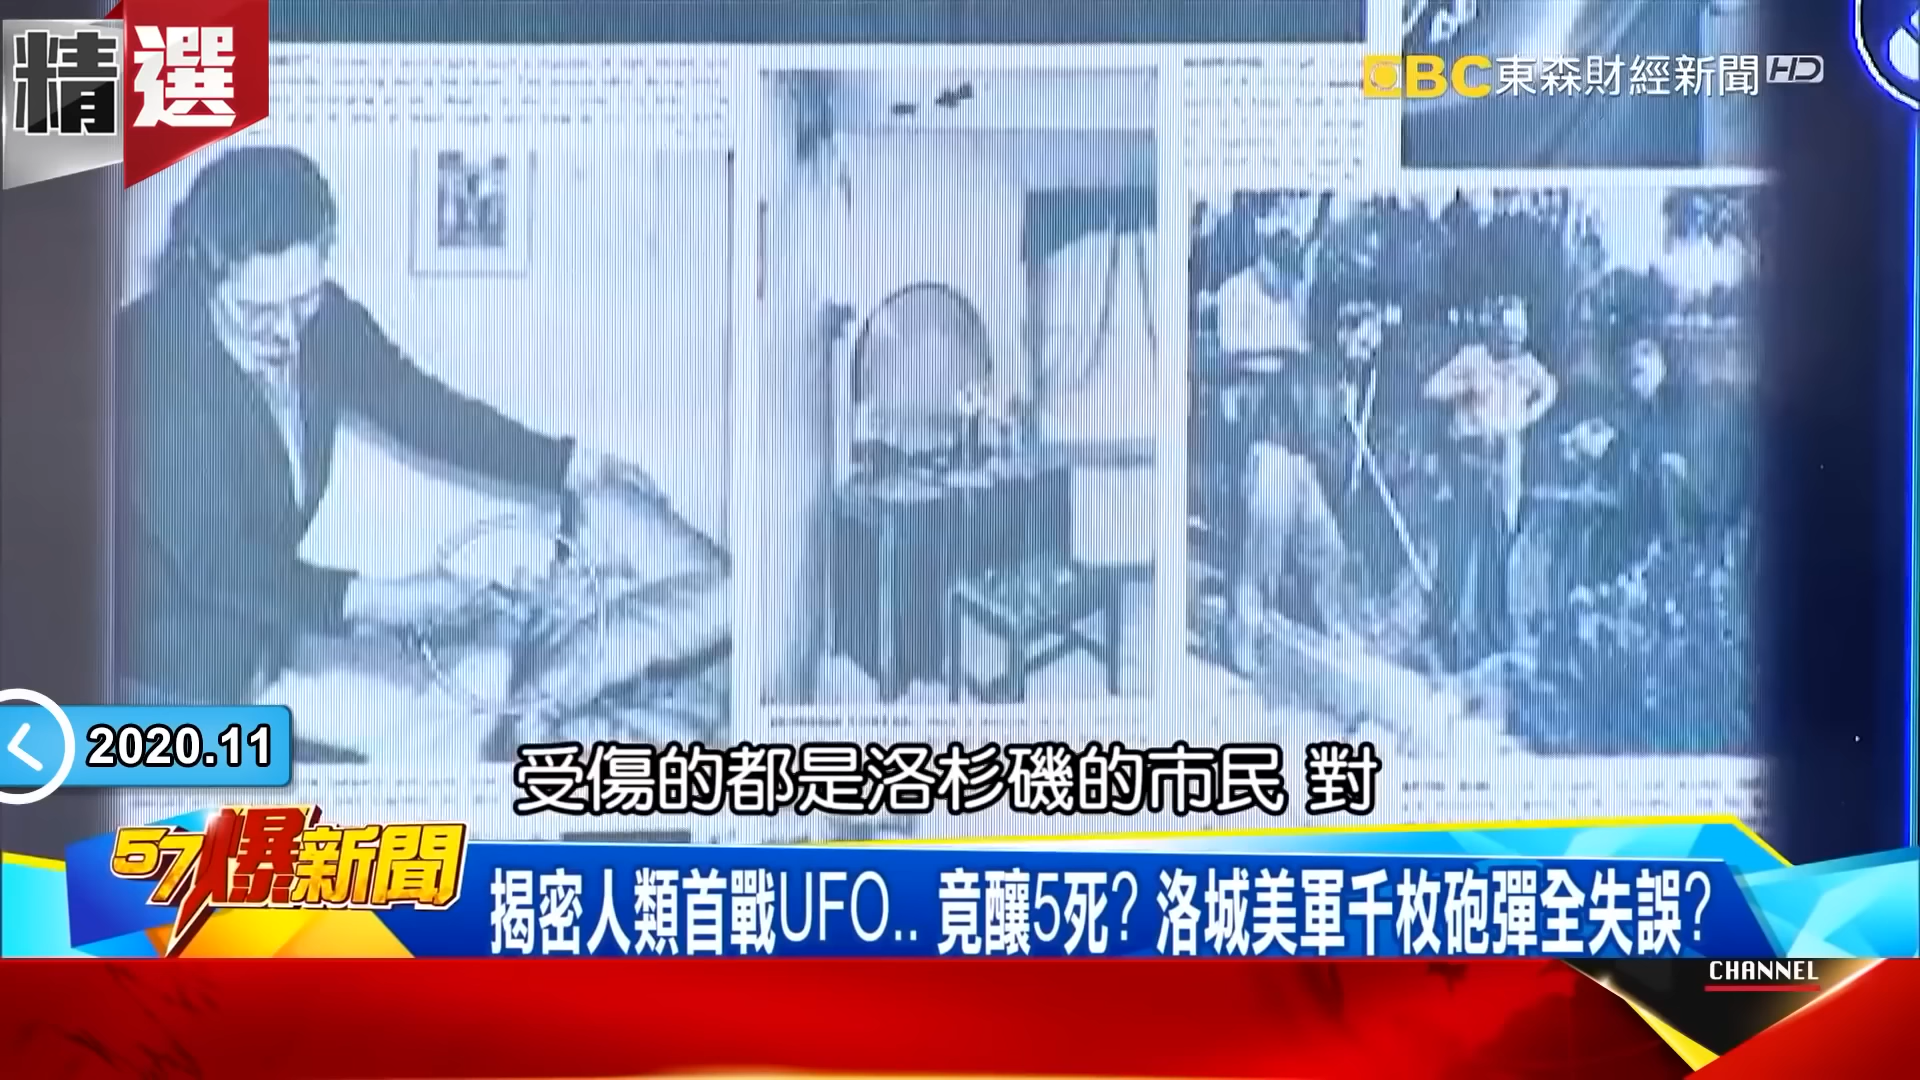 精選
EBC東森財經新聞HD
2020.11
受傷的都是洛杉磯的市民 對
57爆新聞
揭密人類首戰UFO.. 竟釀5死? 洛城美軍千枚砲彈全失誤?
CHANNEL